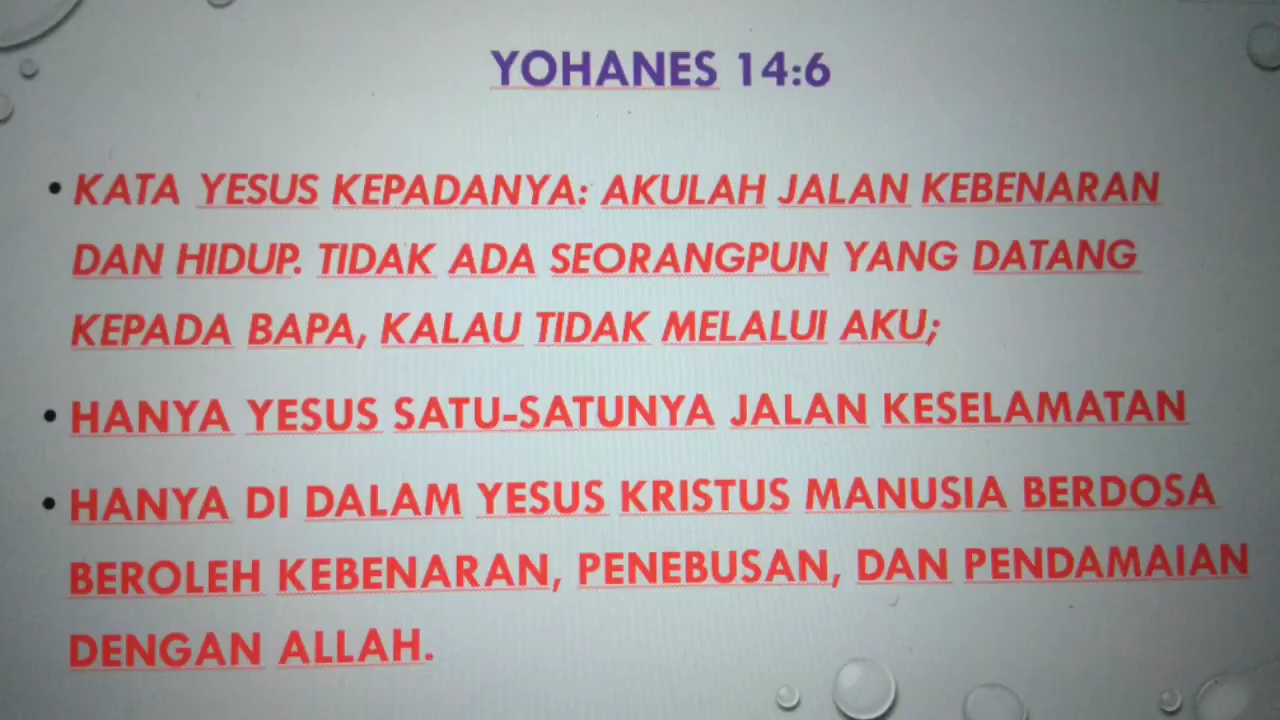 YOHANES 14:6
• KATA YESUS KEPADANYA: AKULAH JALAN KEBENARAN
DAN HIDUP. TIDAK ADA SEORANGPUN YANG DATANG
KEPADA BAPA, KALAU TIDAK MELALUI AKU;
• HANYA YESUS SATU-SATUNYA JALAN KESELAMATAN
• HANYA DI DALAM YESUS KRISTUS MANUSIA BERDOSA
BEROLEH KEBENARAN, PENEBUSAN, DAN PENDAMAIAN
DENGAN ALLAH.